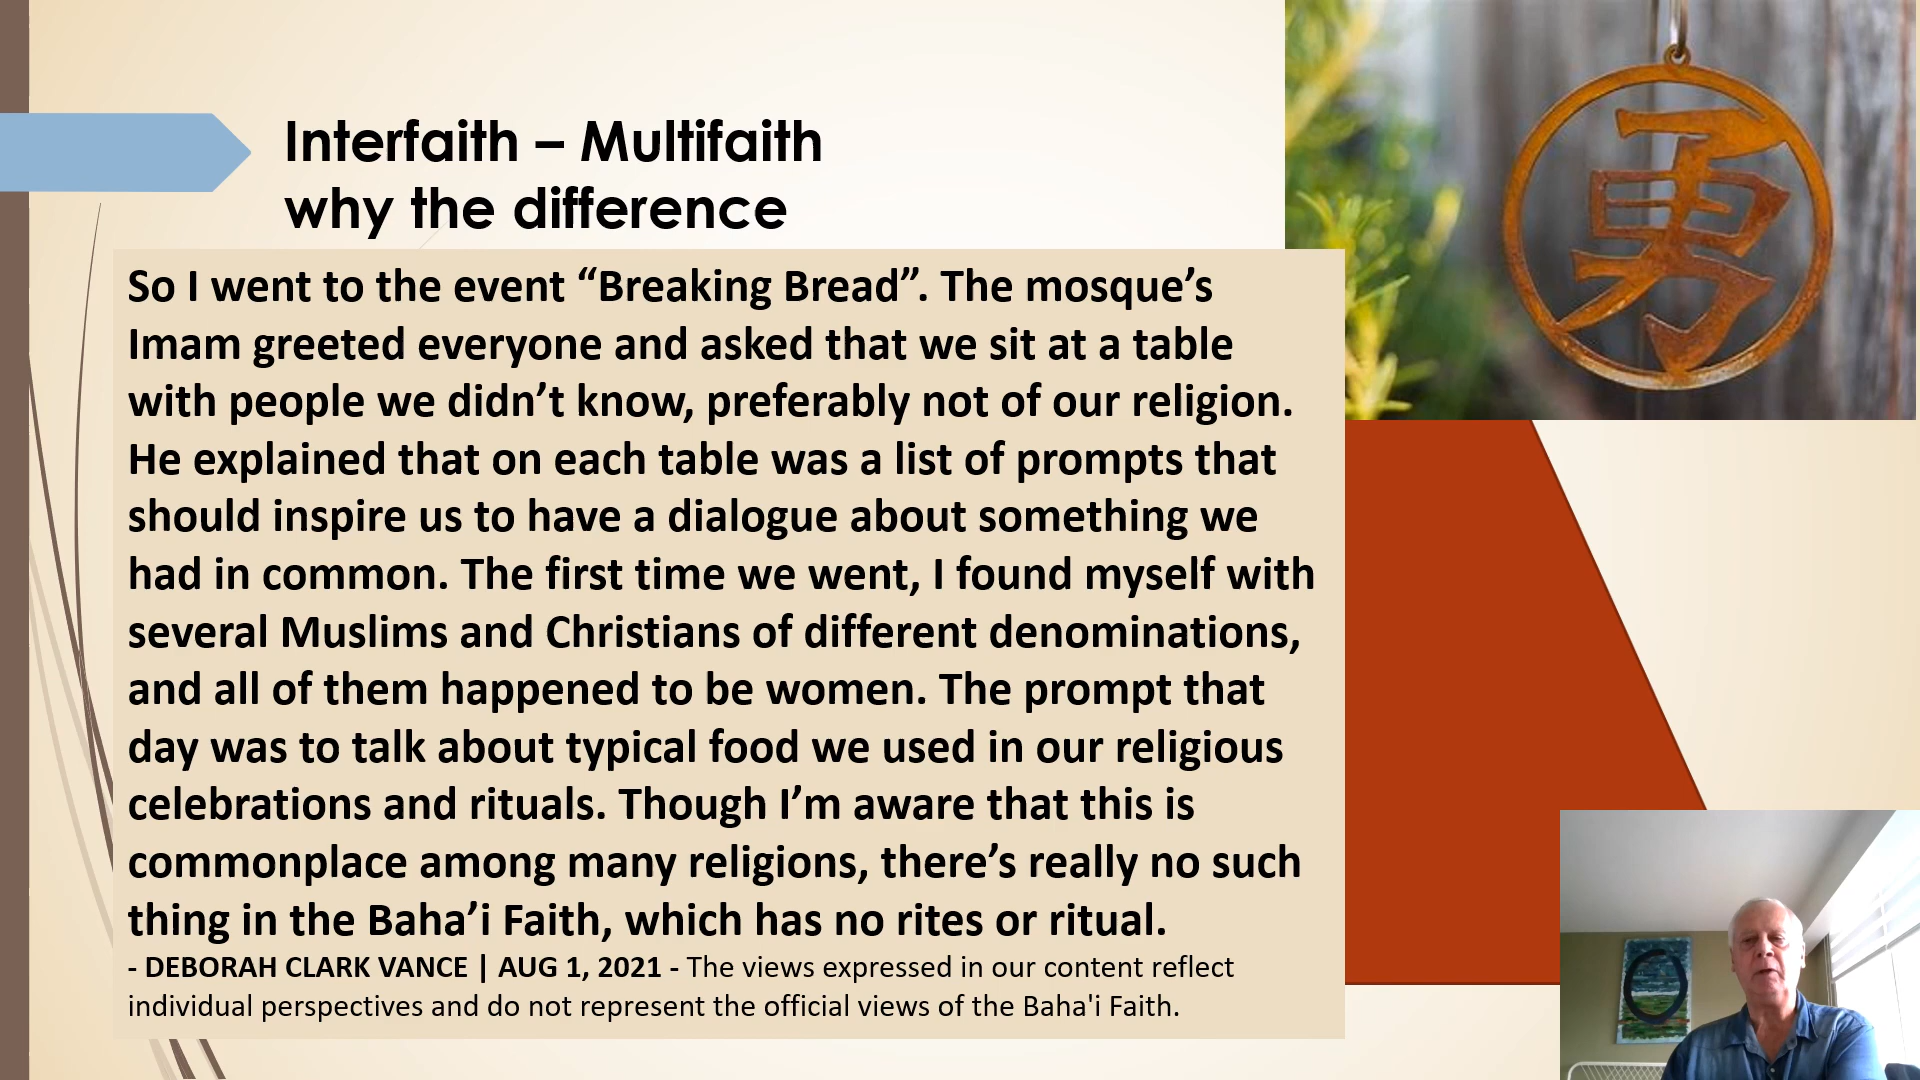 Interfaith – Multifaith
why the difference
勇
So I went to the event “Breaking Bread”. The mosque’s
Imam greeted everyone and asked that we sit at a table
with people we didn’t know, preferably not of our religion.
He explained that on each table was a list of prompts that
should inspire us to have a dialogue about something we
had in common. The first time we went, I found myself with
several Muslims and Christians of different denominations,
and all of them happened to be women. The prompt that
day was to talk about typical food we used in our religious
celebrations and rituals. Though I’m aware that this is
commonplace among many religions, there’s really no such
thing in the Baha’i Faith, which has no rites or ritual.
- DEBORAH CLARK VANCE | AUG 1, 2021 - The views expressed in our content reflect
individual perspectives and do not represent the official views of the Baha'i Faith.